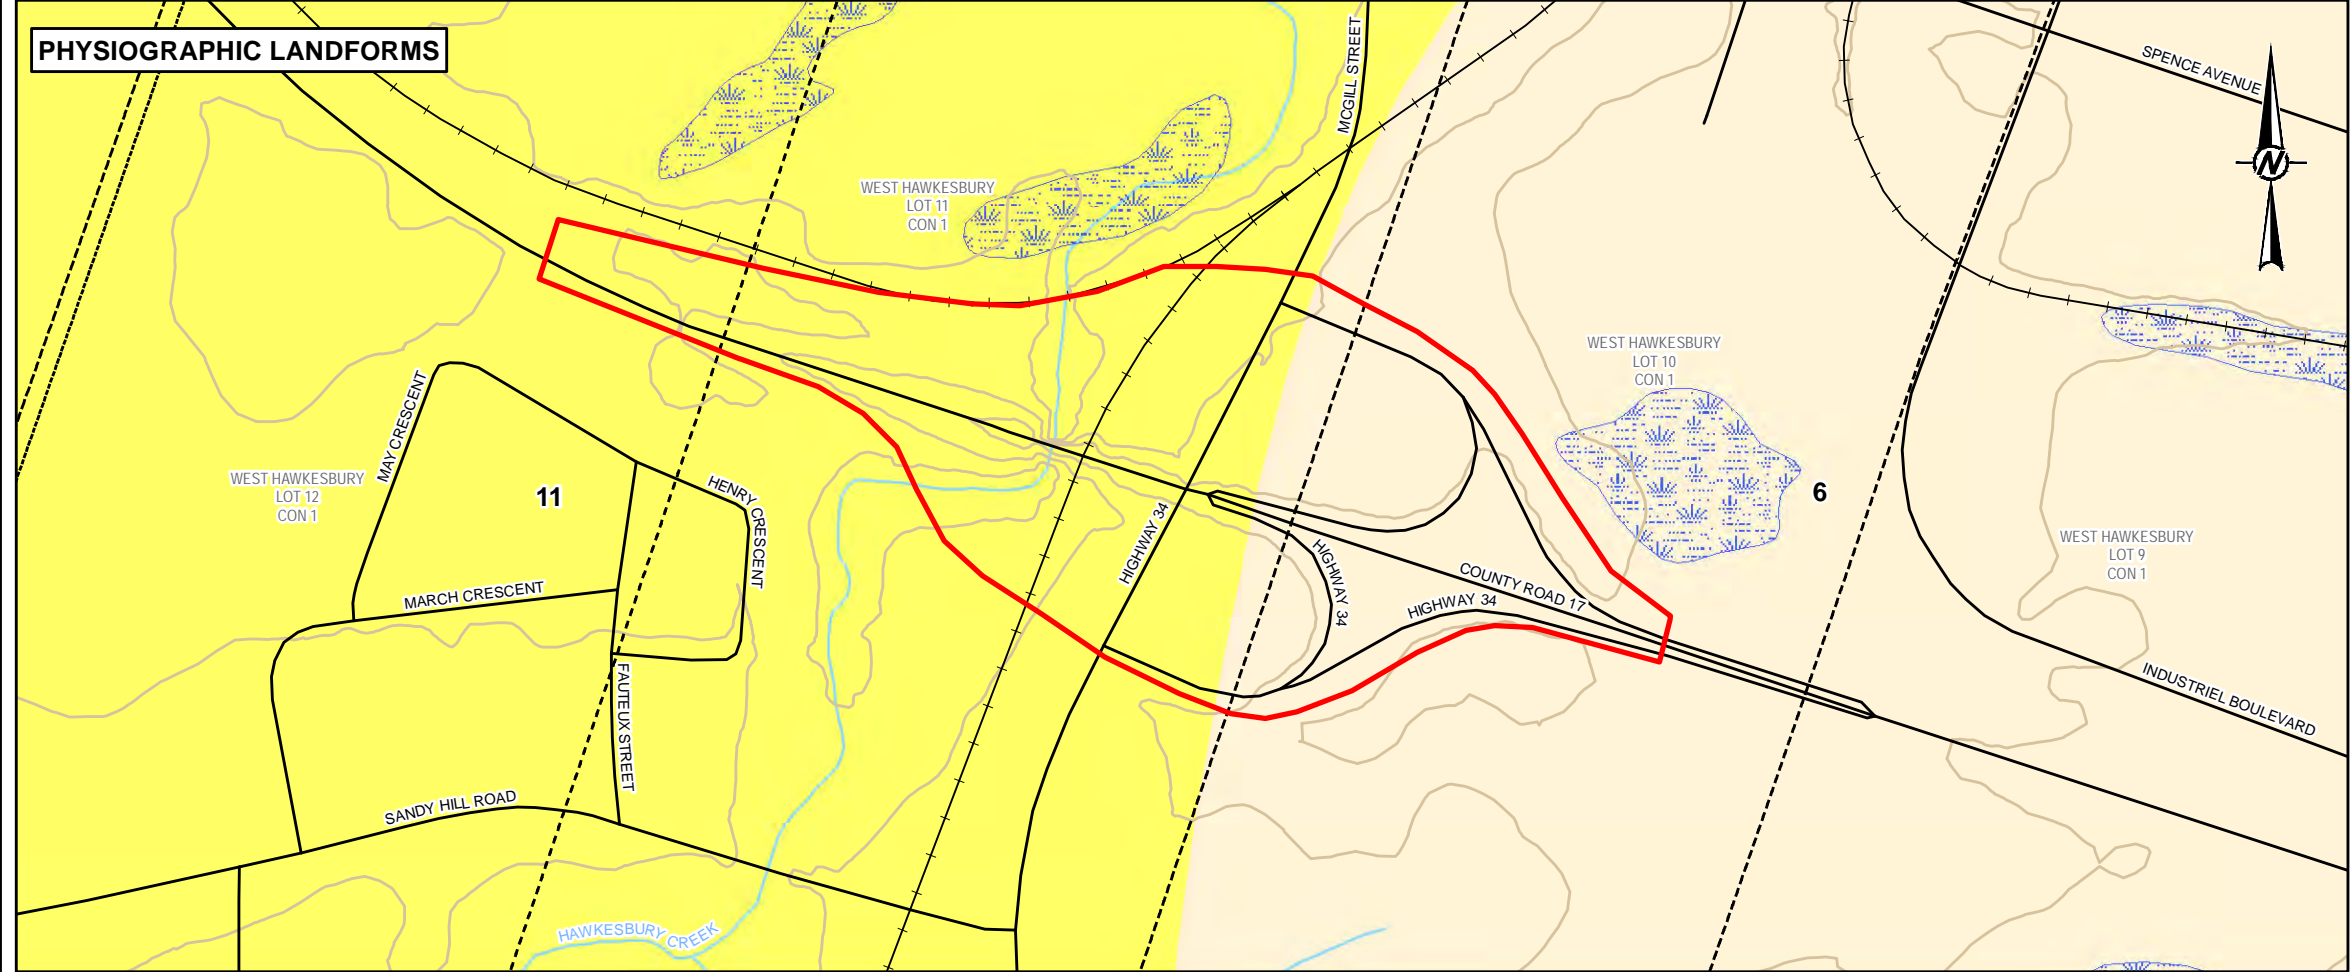 PHYSIOGRAPHIC LANDFORMS
SPENCE AVENUE
MCGILL STREET
N
WEST HAWKESBURY
LOT 11
CON 1
WEST HAWKESBURY
LOT 10
CON 1
MAY CRESCENT
WEST HAWKESBURY
LOT 12
CON 1
11
HENRY CRESCENT
6
HIGHWAY 34
HIGHWAY 34
WEST HAWKESBURY
LOT 9
CON 1
COUNTY ROAD 17
HIGHWAY 34
MARCH CRESCENT
FAUTEUX STREET
INDUSTRIEL BOULEVARD
SANDY HILL ROAD
HAWKESBURY CREEK